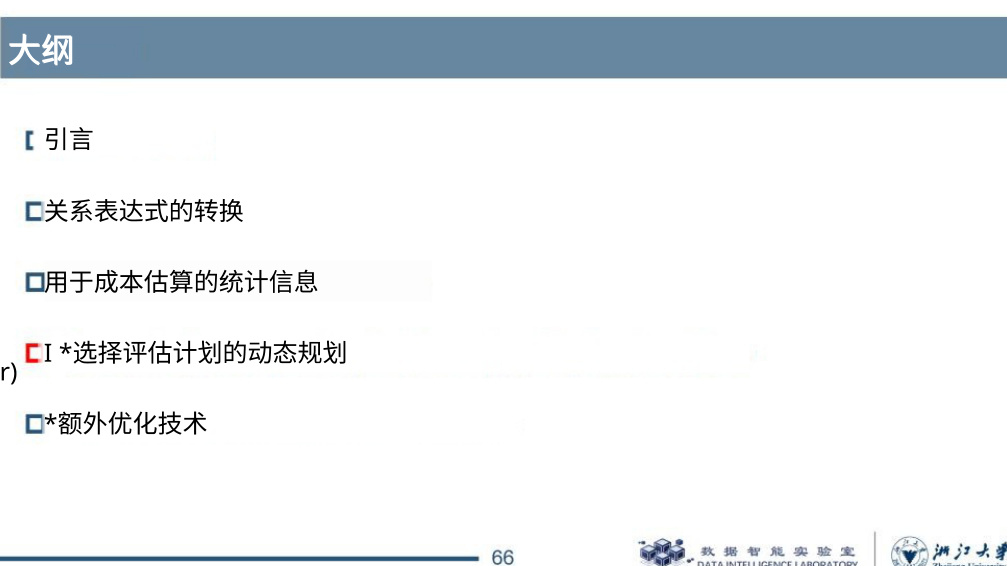 大纲
引言
关系表达式的转换
用于成本估算的统计信息
I *选择评估计划的动态规划
r)
*额外优化技术
66
数据智能实验室
DATA INTELLIGENCE LABORATORY
浙江大学
Zhejiang University